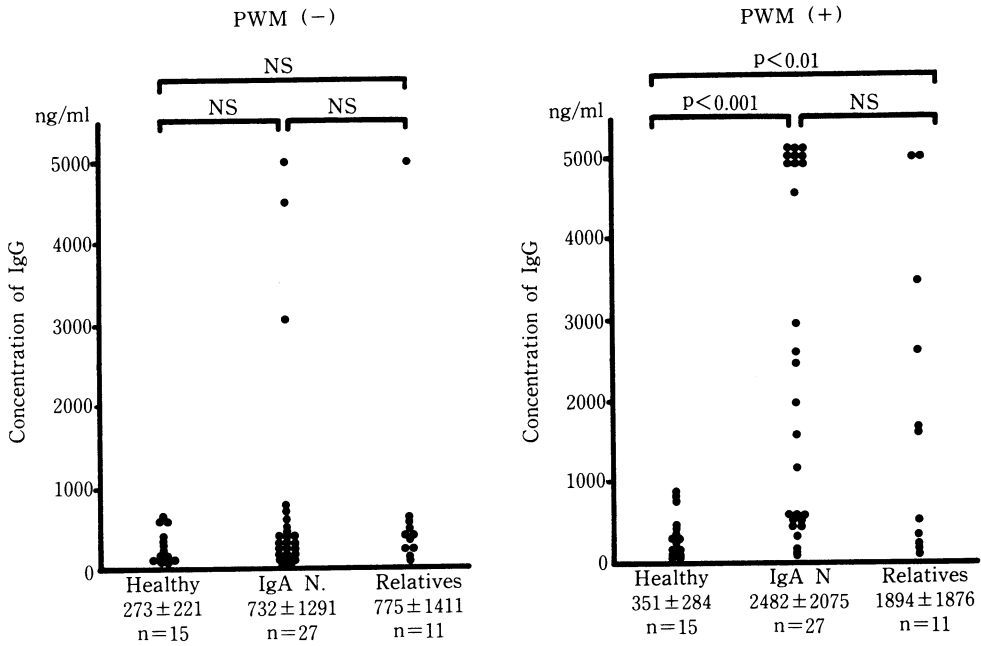 PWM (−)
NS
NS
NS
ng/ml
5000
4000
3000
2000
1000
0
Concentration of IgG
Healthy
273±221
n=15
IgA N.
732±1291
n=27
Relatives
775±1411
n=11
PWM (+)
p<0.01
p<0.001
NS
ng/ml
5000
4000
3000
2000
1000
0
Concentration of IgG
Healthy
351±284
n=15
IgA N
2482±2075
n=27
Relatives
1894±1876
n=11